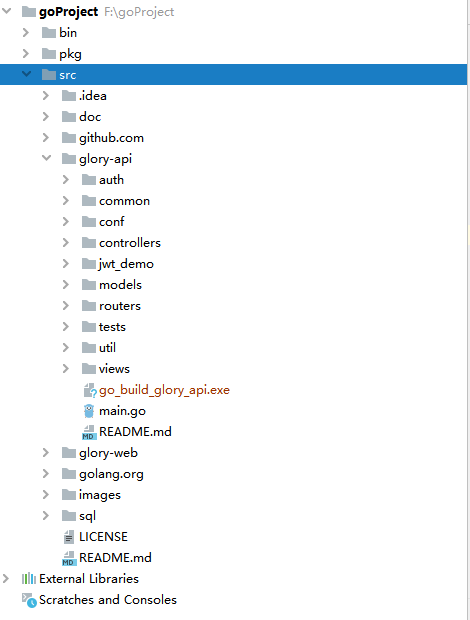 goProject F:\goProject
bin
pkg
src
.idea
doc
github.com
glory-api
auth
common
conf
controllers
jwt_demo
models
routers
tests
util
views
go_build_glory_api.exe
main.go
MD README.md
glory-web
golang.org
images
sql
LICENSE
MD README.md
External Libraries
Scratches and Consoles